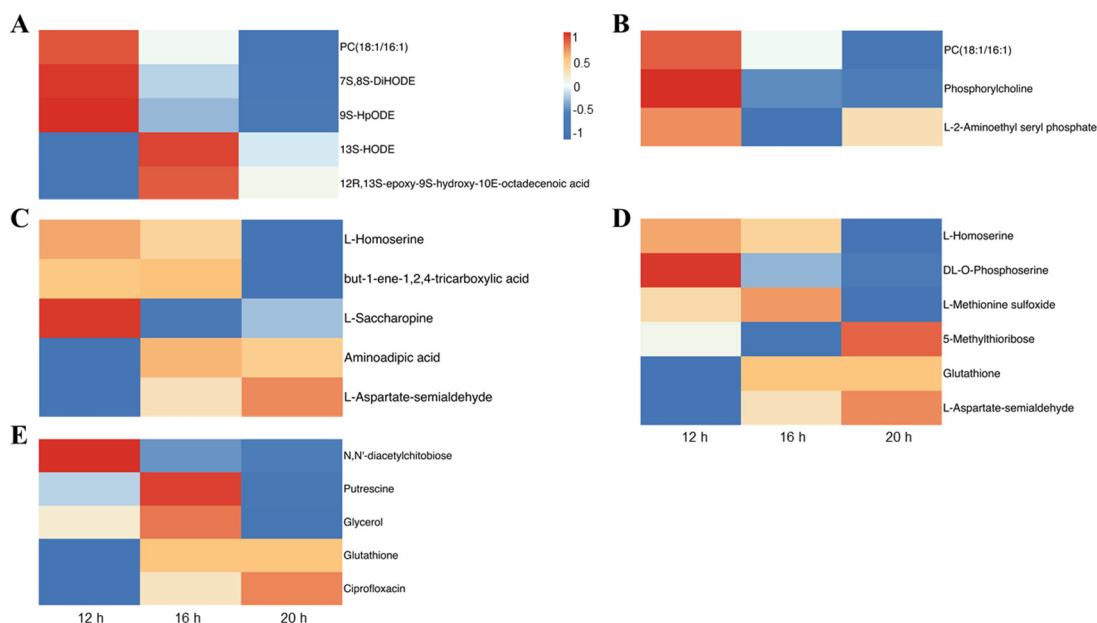 A
PC(18:1/16:1)
7S,8S-DiHODE
9S-HpODE
13S-HODE
12R,13S-epoxy-9S-hydroxy-10E-octadecenoic acid
1
0.5
0
-0.5
-1
B
PC(18:1/16:1)
Phosphorylcholine
L-2-Aminoethyl seryl phosphate
C
L-Homoserine
but-1-ene-1,2,4-tricarboxylic acid
L-Saccharopine
Aminoadipic acid
L-Aspartate-semialdehyde
D
L-Homoserine
DL-O-Phosphoserine
L-Methionine sulfoxide
5-Methylthioribose
Glutathione
L-Aspartate-semialdehyde
12 h 16 h 20 h
E
N,N'-diacetylchitobiose
Putrescine
Glycerol
Glutathione
Ciprofloxacin
12 h 16 h 20 h